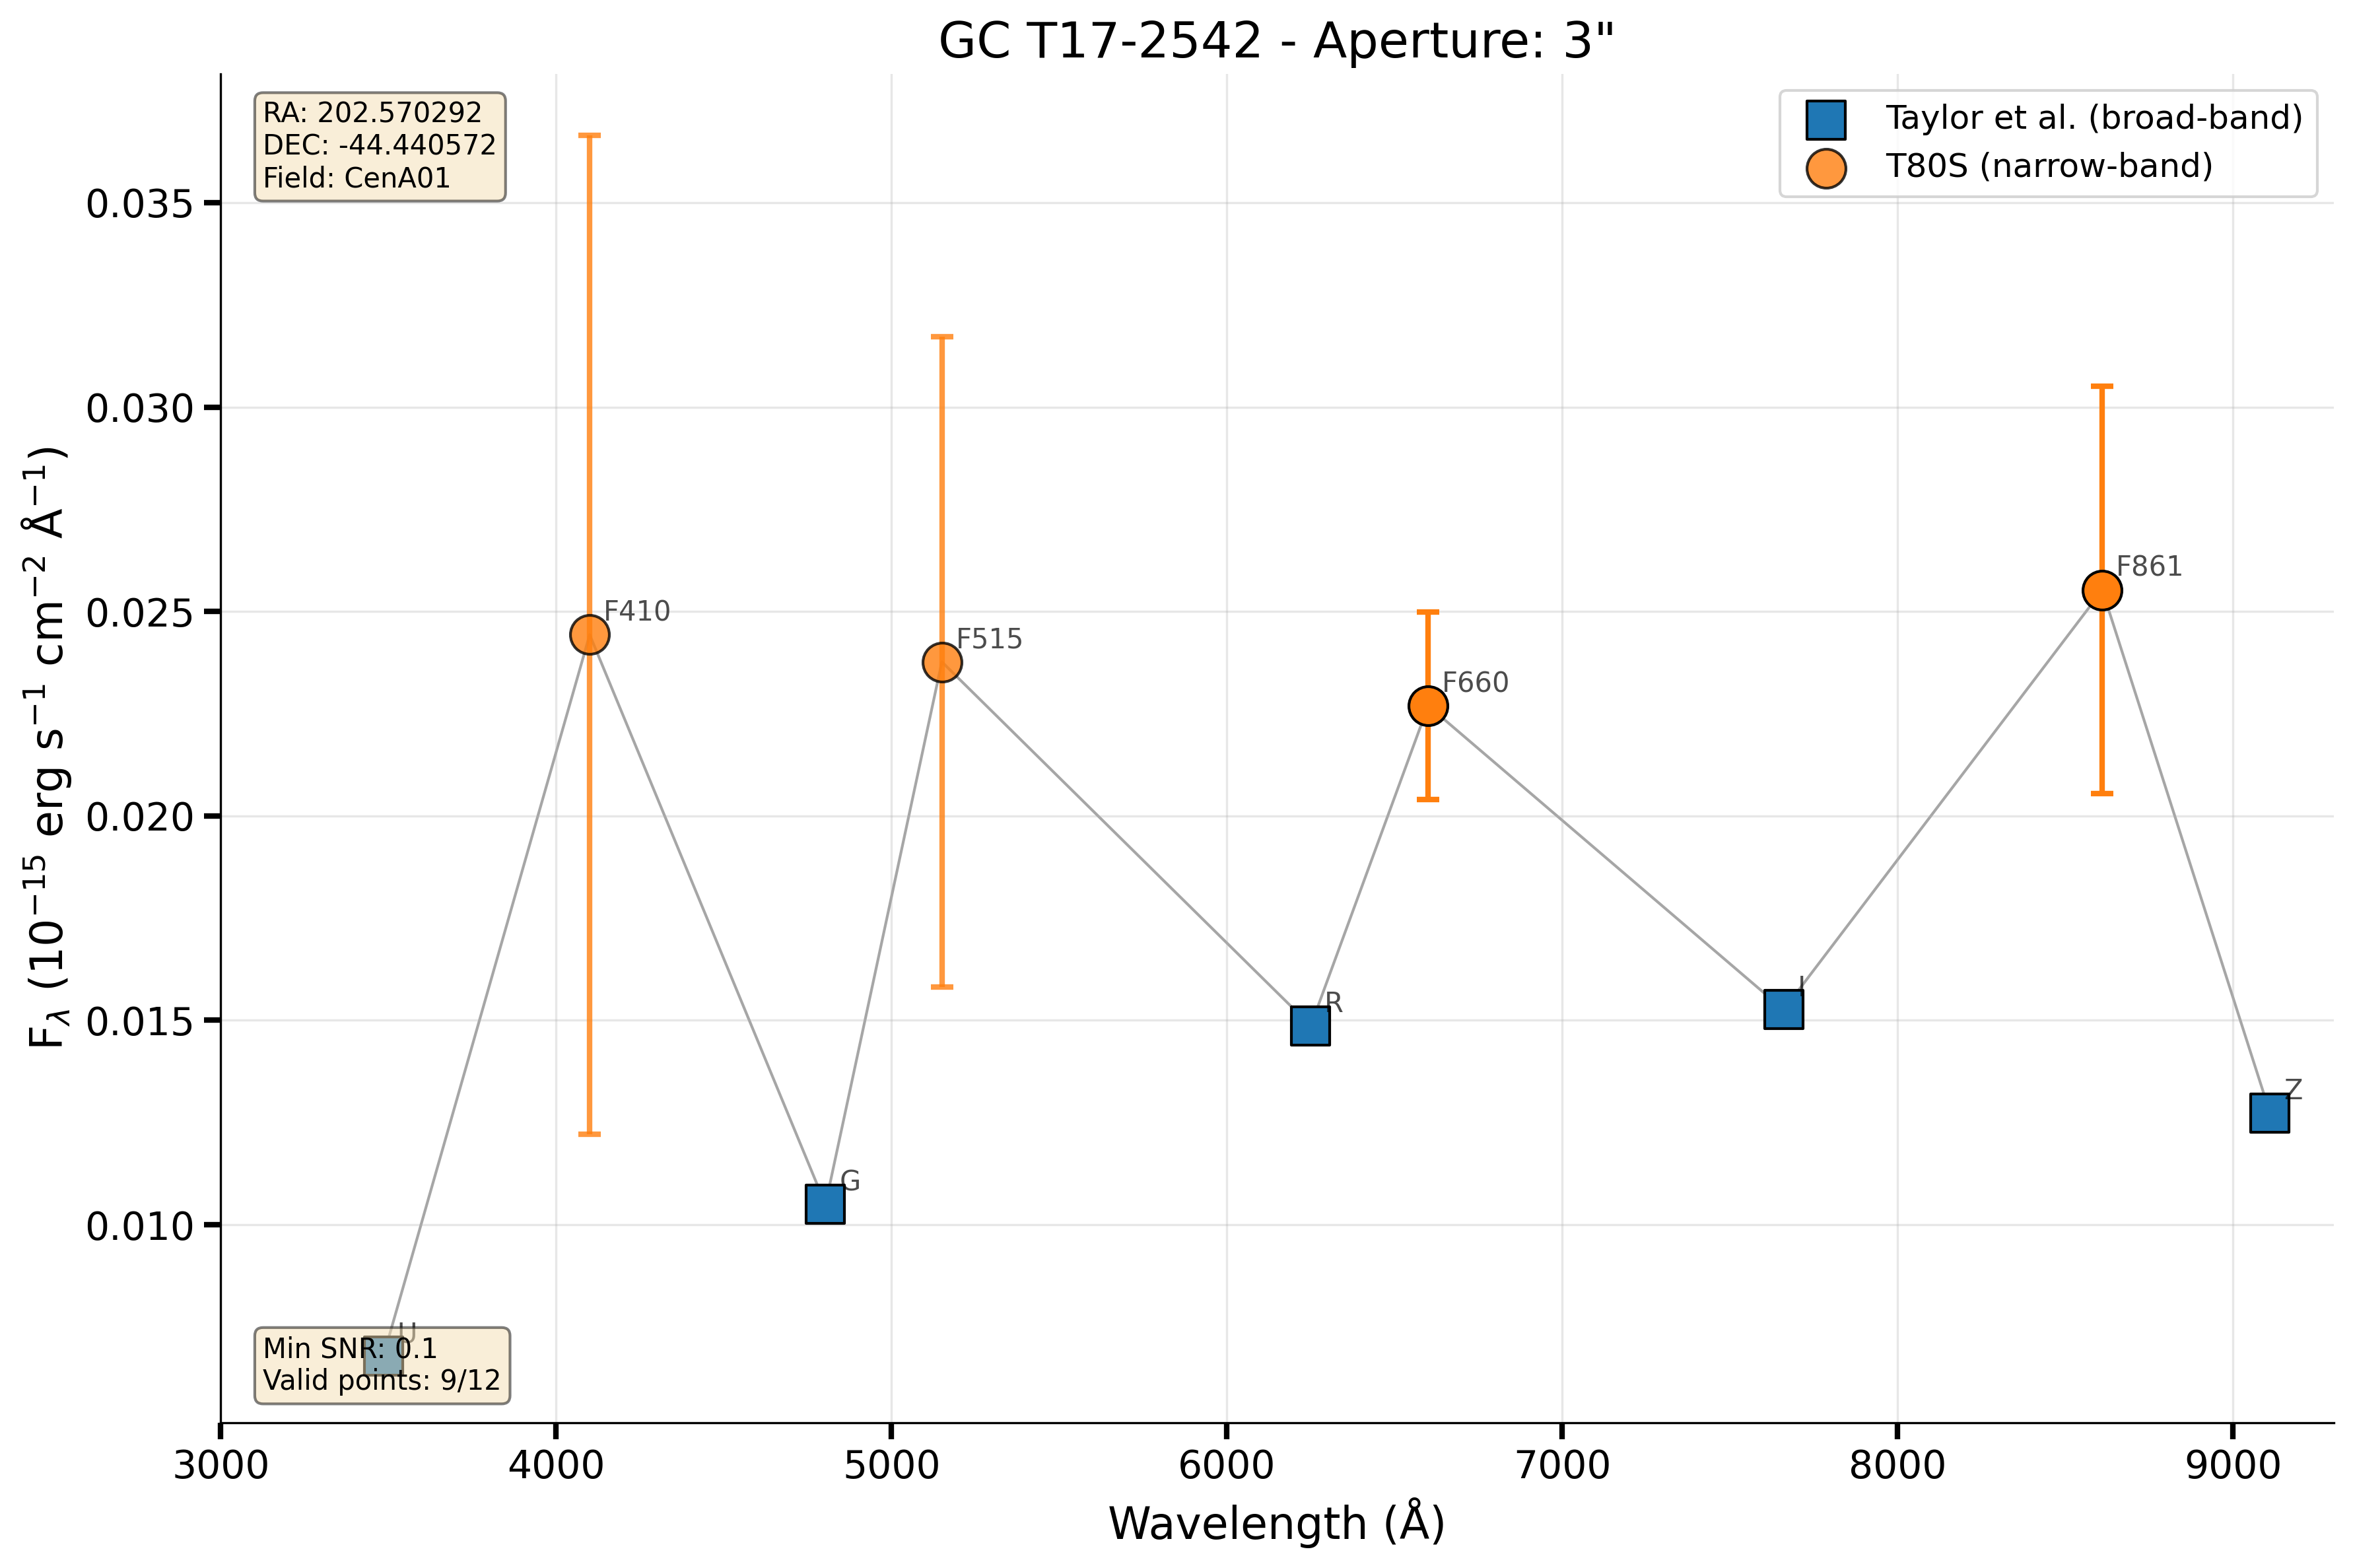 GC T17-2542 - Aperture: 3"
RA: 202.570292
DEC: -44.440572
Field: CenA01
Taylor et al. (broad-band)
T80S (narrow-band)
F_λ (10⁻¹⁵ erg s⁻¹ cm⁻² Å⁻¹)
0.035
0.030
0.025
0.020
0.015
0.010
F410
F515
F660
F861
R
I
Z
G
U
Min SNR: 0.1
Valid points: 9/12
3000
4000
5000
6000
7000
8000
9000
Wavelength (Å)